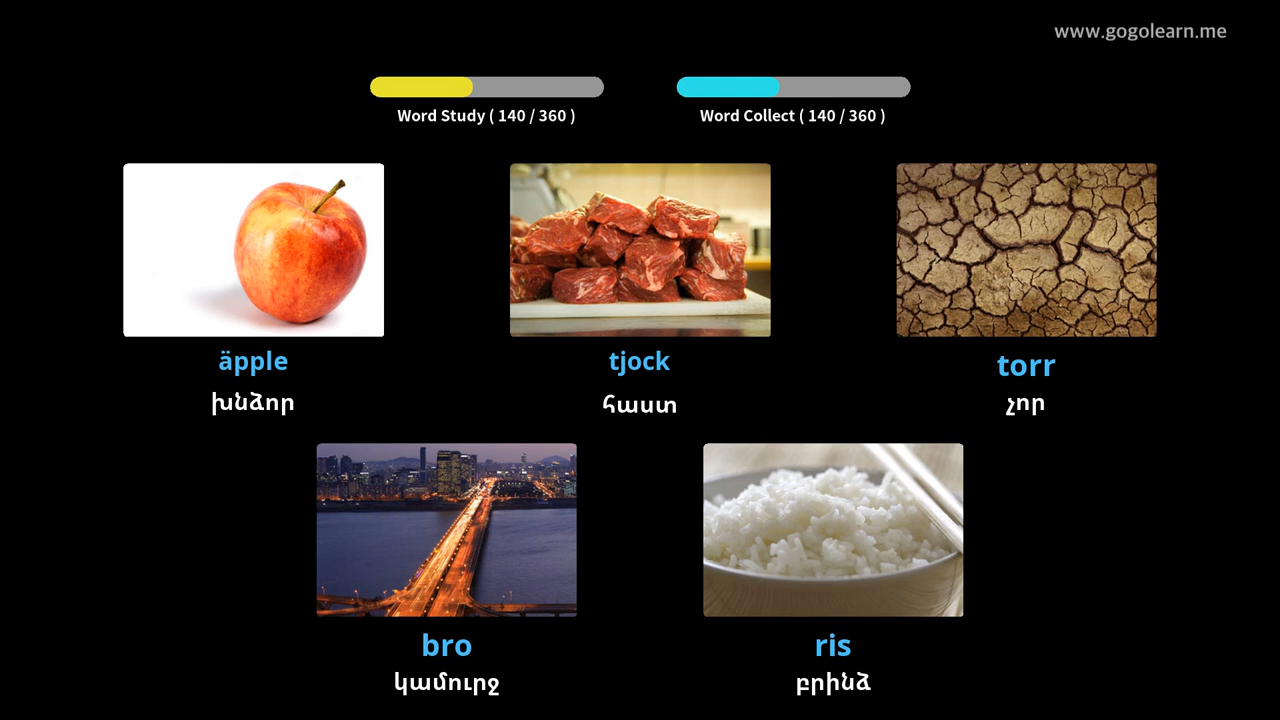 www.gogolearn.me
Word Study ( 140 / 360 )
Word Collect ( 140 / 360 )
äpple
խնձոր
tjock
հաստ
torr
չոր
bro
կամուրջ
ris
բրինձ